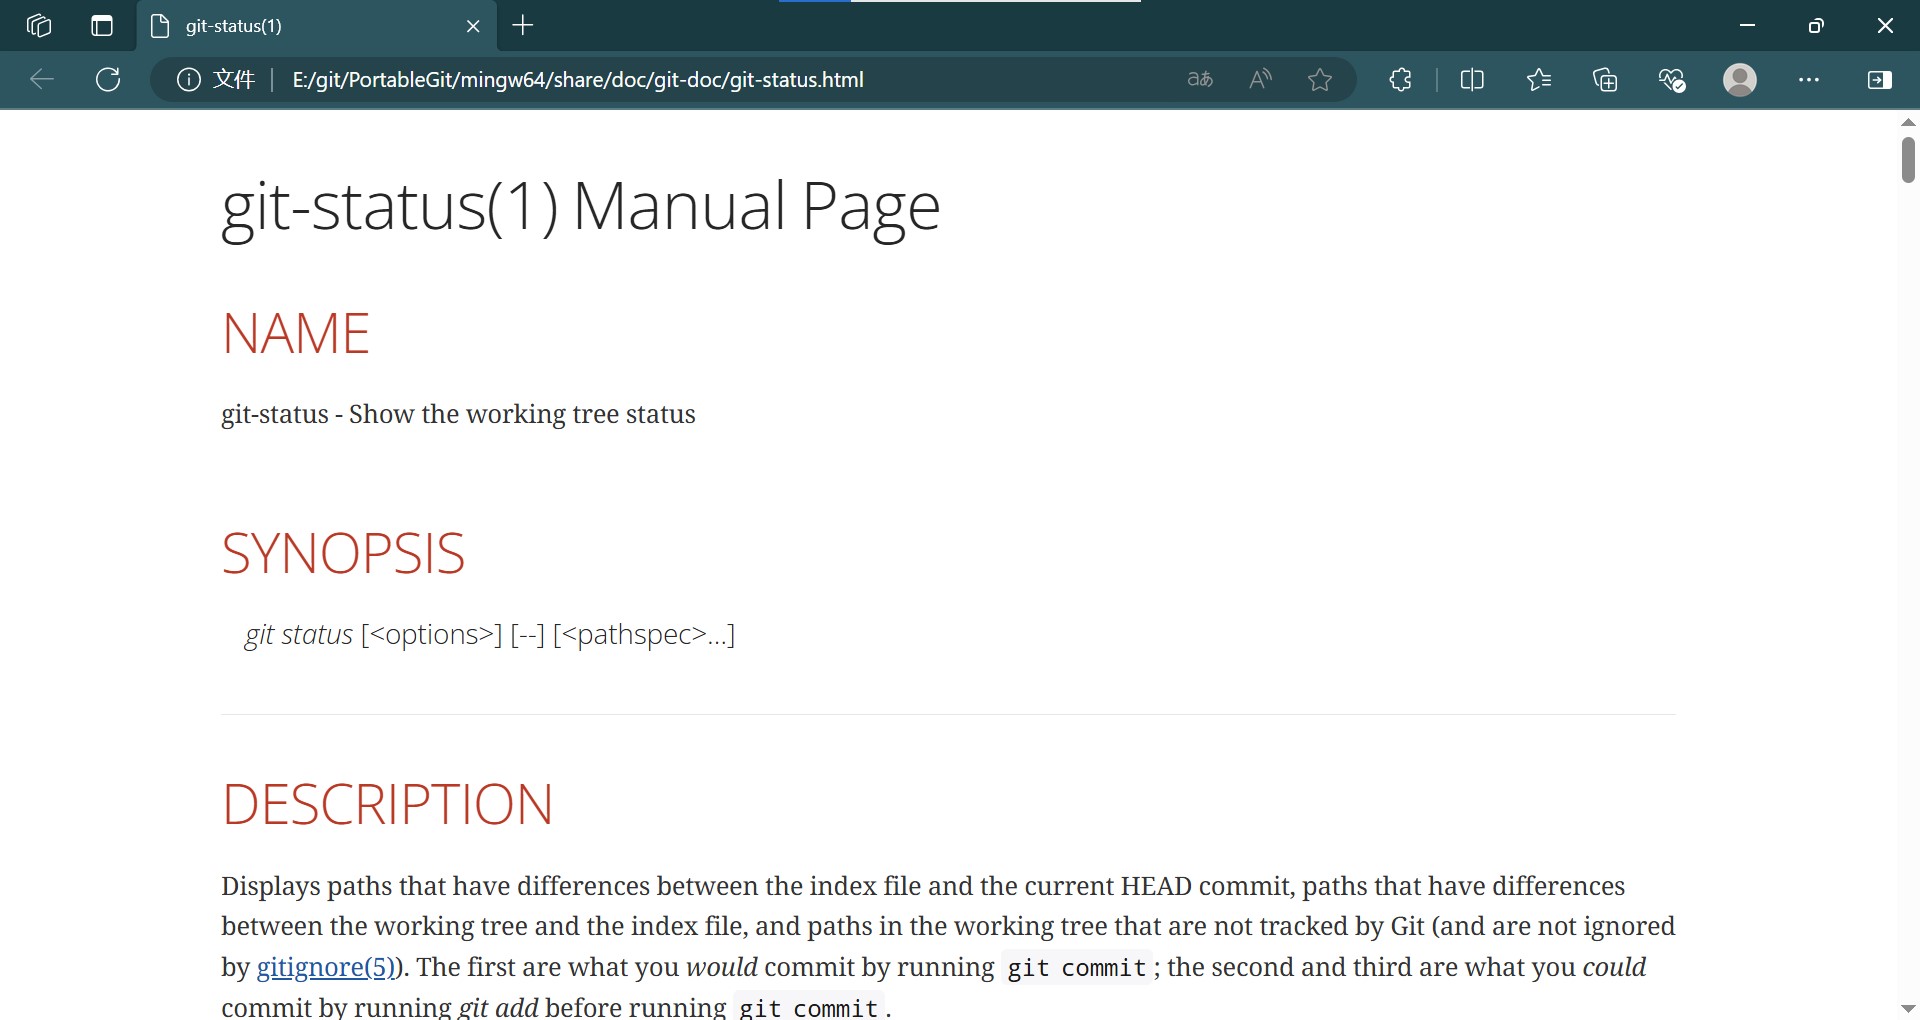 git-status(1)
文件
E:/git/PortableGit/mingw64/share/doc/git-doc/git-status.html
aあ
git-status(1) Manual Page
NAME
git-status - Show the working tree status
SYNOPSIS
git status [<options>] [--] [<pathspec>…]
DESCRIPTION
Displays paths that have differences between the index file and the current HEAD commit, paths that have differences
between the working tree and the index file, and paths in the working tree that are not tracked by Git (and are not ignored
by gitignore(5)). The first are what you would commit by running git commit; the second and third are what you could
commit by running git add before running git commit.